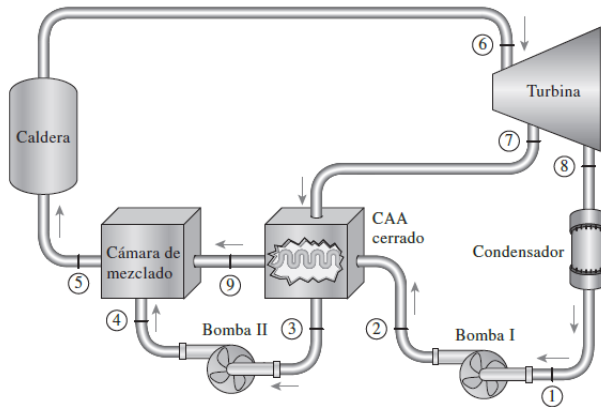 6
Turbina
Caldera
7
8
CAA
cerrado
Cámara de
mezclado
Condensador
5
9
4
Bomba II
3
2
Bomba I
1